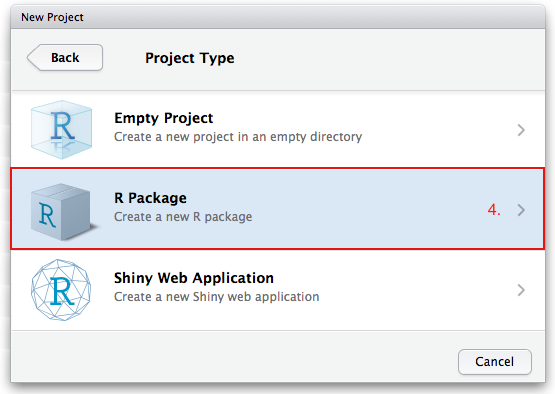 New Project
Back
Project Type
R
Empty Project
Create a new project in an empty directory
R
R Package
Create a new R package
4.
R
Shiny Web Application
Create a new Shiny web application
Cancel